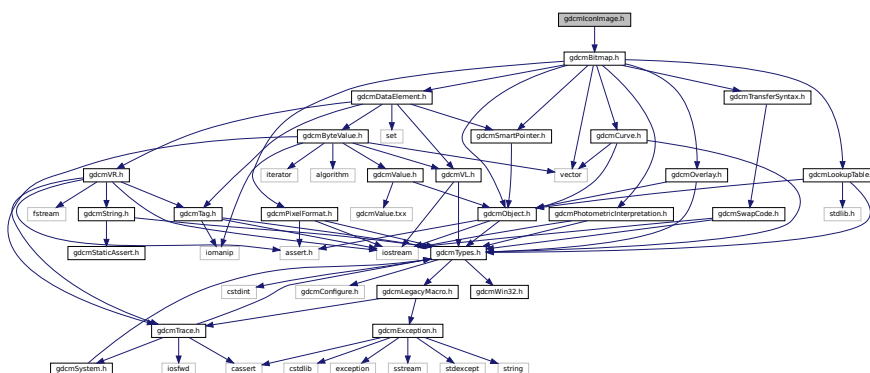 gdcmIconImage.h
gdcmBitmap.h
gdcmDataElement.h
gdcmTransferSyntax.h
gdcmByteValue.h
set
gdcmSmartPointer.h
gdcmCurve.h
gdcmVR.h
iterator
algorithm
gdcmValue.h
gdcmVL.h
vector
gdcmOverlay.h
gdcmLookupTable.
fstream
gdcmString.h
gdcmTag.h
gdcmPixelFormat.h
gdcmValue.txx
gdcmObject.h
gdcmPhotometricInterpretation.h
gdcmSwapCode.h
stdlib.h
gdcmStaticAssert.h
iomanip
assert.h
iostream
gdcmTypes.h
cstdint
gdcmConfigure.h
gdcmLegacyMacro.h
gdcmWin32.h
gdcmTrace.h
gdcmException.h
gdcmSystem.h
iosfwd
cassert
cstdlib
exception
sstream
stdexcept
string